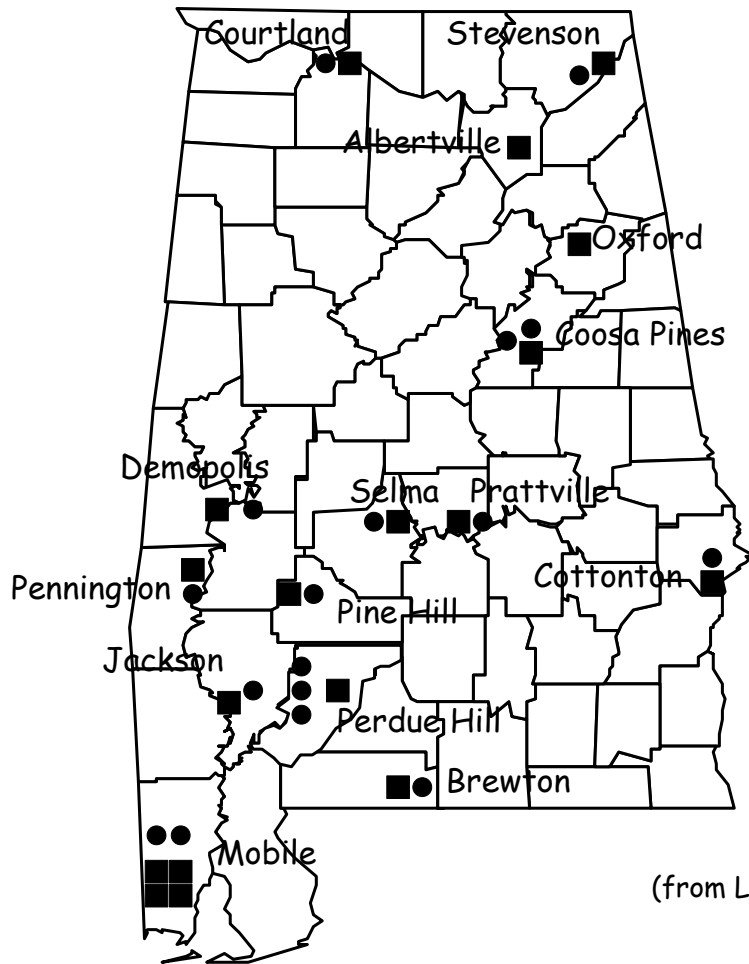 Courtland
Stevenson
Albertville
Oxford
Coosa Pines
Demopolis
Selma
Prattville
Pennington
Cottonton
Pine Hill
Jackson
Perdue Hill
Brewton
Mobile
(from L